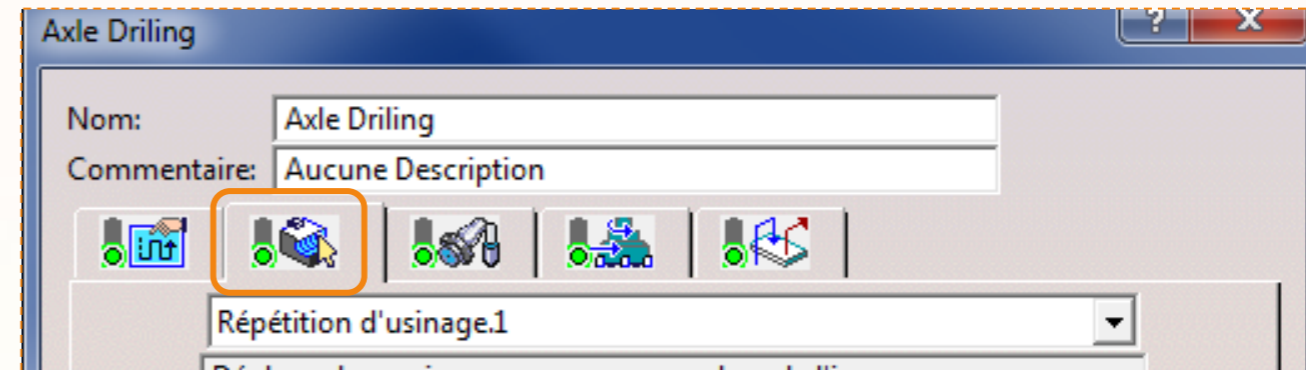 Axle Driling
Nom: Axle Driling
Commentaire: Aucune Description
Répétition d'usinage.1